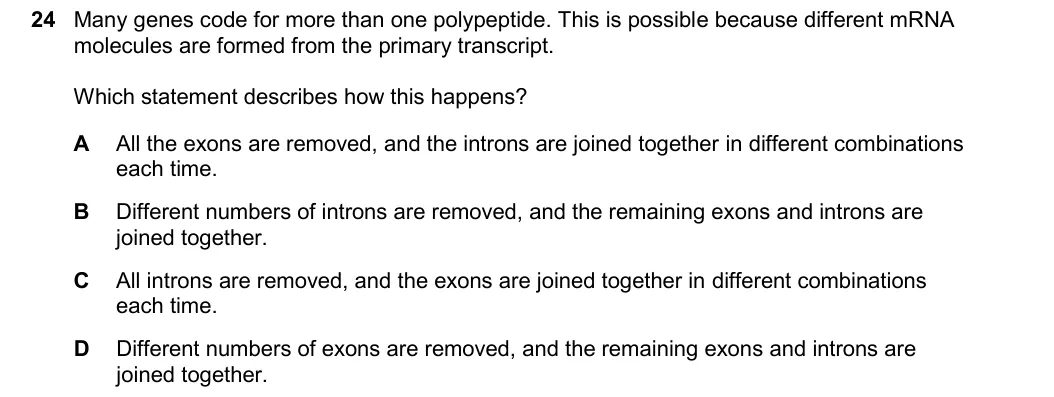 24 Many genes code for more than one polypeptide. This is possible because different mRNA
molecules are formed from the primary transcript.
Which statement describes how this happens?
A All the exons are removed, and the introns are joined together in different combinations
each time.
B Different numbers of introns are removed, and the remaining exons and introns are
joined together.
C All introns are removed, and the exons are joined together in different combinations
each time.
D Different numbers of exons are removed, and the remaining exons and introns are
joined together.